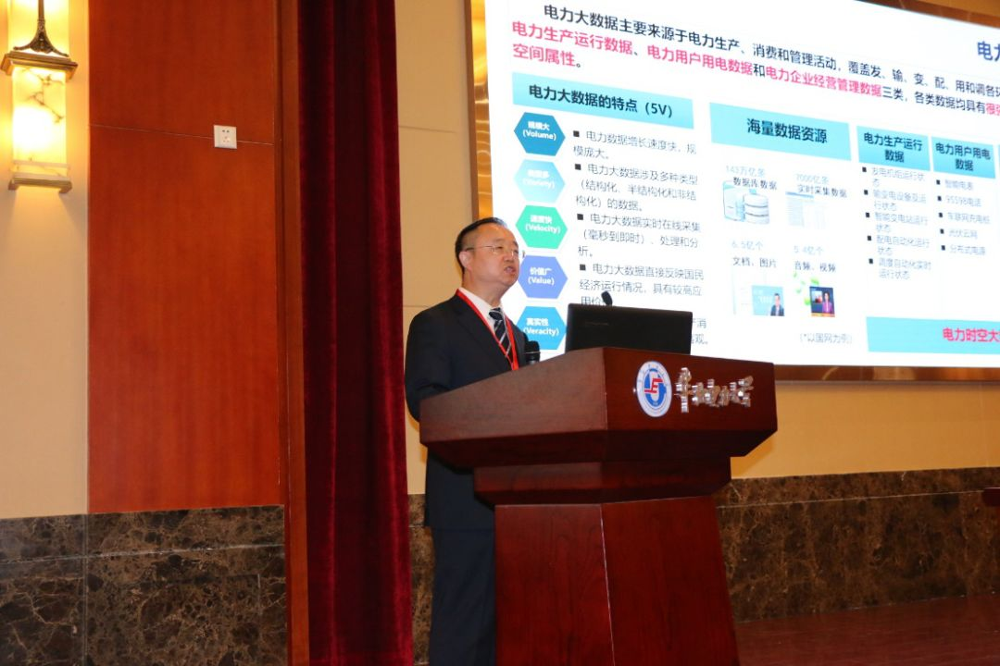 电力大数据主要来源于电力生产、消费和管理活动，覆盖发、输、变、配、用和调各环
电力生产运行数据、电力用户用电数据和电力企业经营管理数据三类，各类数据均具有很强
空间属性。
电力大数据的特点（5V）
规模大
（Volume）
■ 电力数据增长速度快，规
模庞大。
（Variety）
■ 电力大数据涉及多种类型
（结构化、半结构化和非结
构化）的数据。
速度快
（Velocity）
■ 电力大数据实时在线采集
（毫秒到即时）、处理和分
析。
价值广
（Value）
■ 电力大数据直接反映国民
经济运行情况，具有较高应
用价
真实性
（Veracity）
海量数据资源
143万亿多
数据库数据
7000亿多
实时采集数据
6.5亿个
文档、图片
5.4亿个
音频、视频
（*以国网为例）
电力生产运行
数据
■ 发电机组运行状
态
■ 输变电设备及运
行状态
■ 智能变电站运行
状态
■ 配电自动化运行
状态
■ 调度自动化实时
运行状态
电力用户用电
数据
■ 智能电表
■ 95598电话
■ 车联网充电桩
■ 光伏云网
■ 分布式电源
电力时空大
华北电力大学